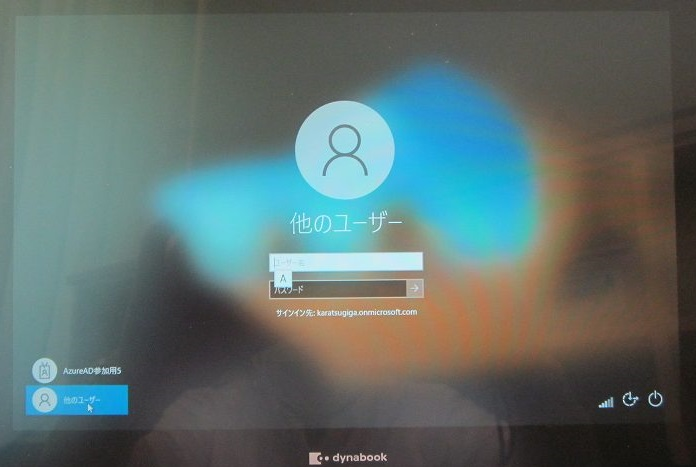 他のユーザー
ユーザー名
A
パスワード
サインイン先: karatsugiga.onmicrosoft.com
AzureAD参加用5
他のユーザー
dynabook